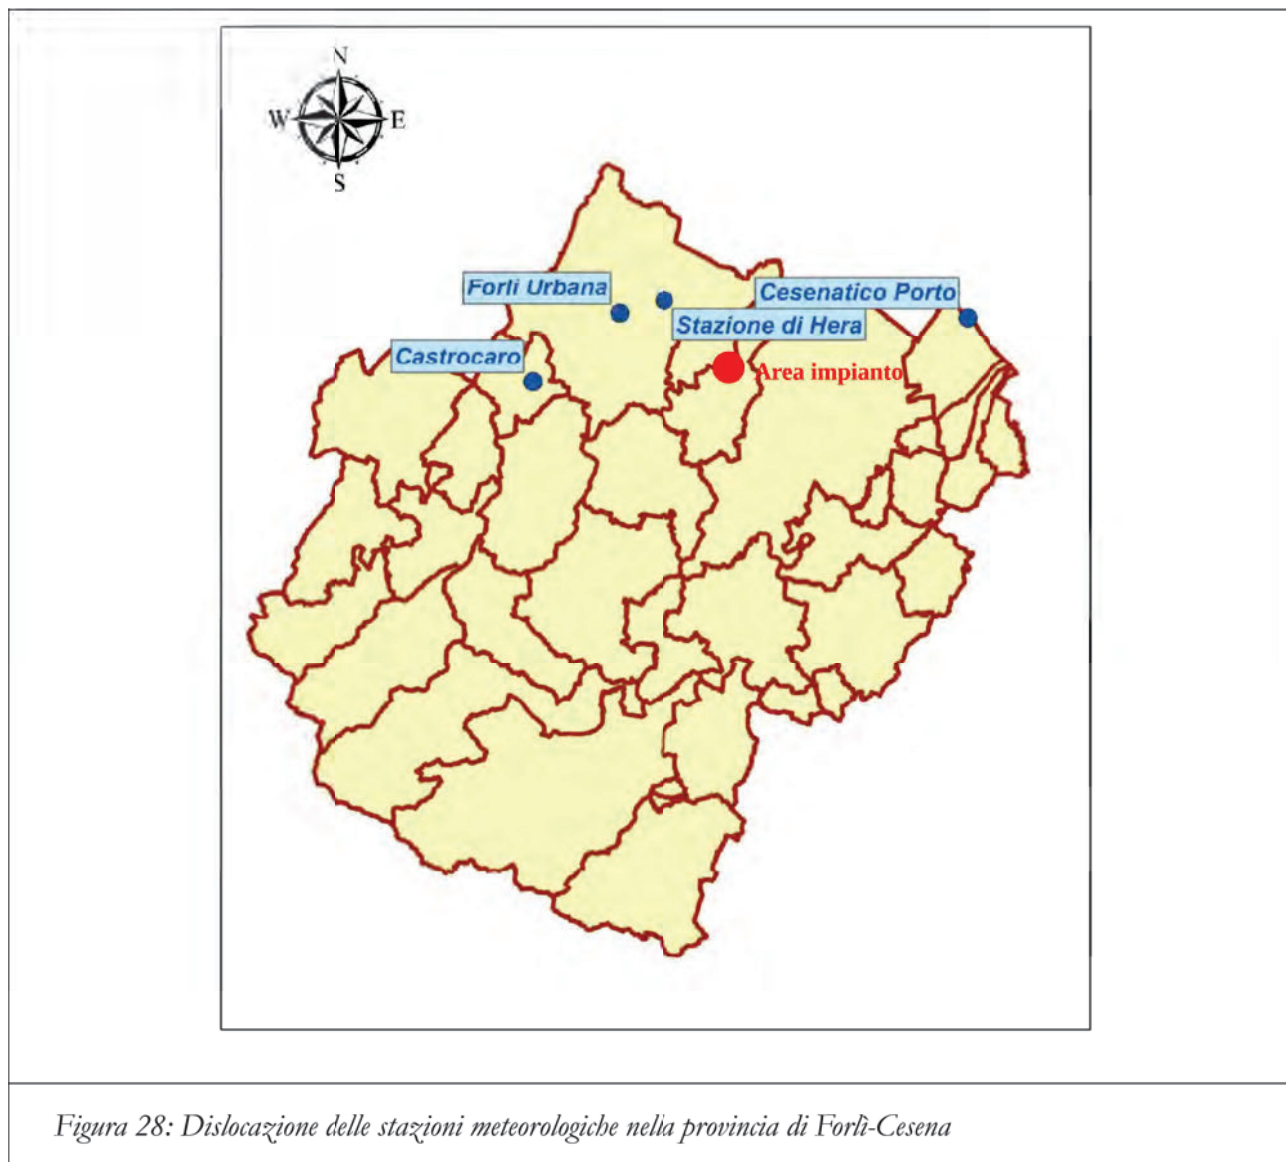 N
W E
S
Forlì Urbana
Cesenatico Porto
Stazione di Hera
Castrocaro
Area impianto
Figura 28: Dislocazione delle stazioni meteorologiche nella provincia di Forlì-Cesena